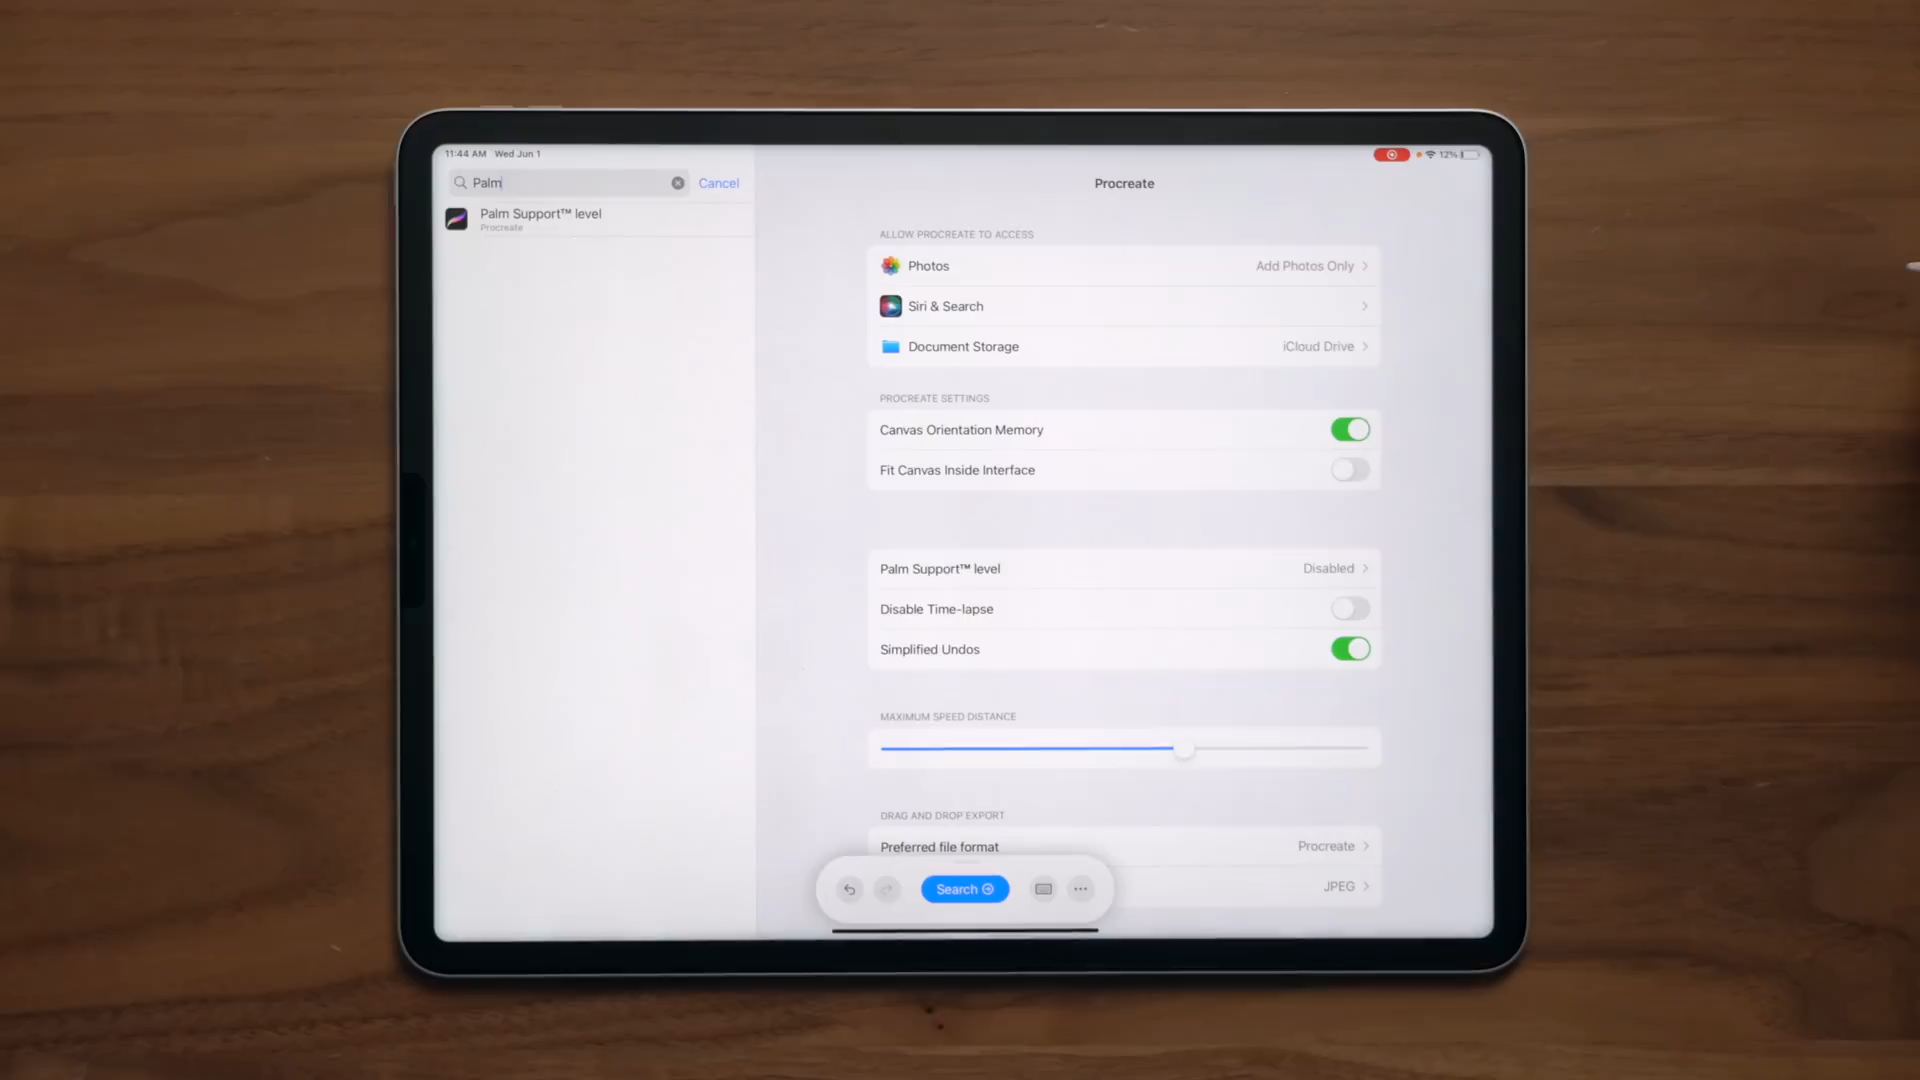 11:44 AM Wed Jun 1
12%
Palm
Cancel
Palm Support™ level
Procreate
Procreate
ALLOW PROCREATE TO ACCESS
Photos Add Photos Only
Siri & Search
Document Storage iCloud Drive
PROCREATE SETTINGS
Canvas Orientation Memory
Fit Canvas Inside Interface
Palm Support™ level Disabled
Disable Time-lapse
Simplified Undos
MAXIMUM SPEED DISTANCE
DRAG AND DROP EXPORT
Preferred file format Procreate
JPEG
Search